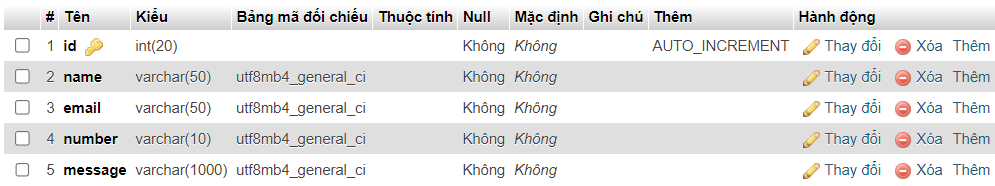 # Tên Kiểu Bảng mã đối chiếu Thuộc tính Null Mặc định Ghi chú Thêm Hành động
1 id int(20) Không Không AUTO_INCREMENT Thay đổi Xóa Thêm
2 name varchar(50) utf8mb4_general_ci Không Không Thay đổi Xóa Thêm
3 email varchar(50) utf8mb4_general_ci Không Không Thay đổi Xóa Thêm
4 number varchar(10) utf8mb4_general_ci Không Không Thay đổi Xóa Thêm
5 message varchar(1000) utf8mb4_general_ci Không Không Thay đổi Xóa Thêm